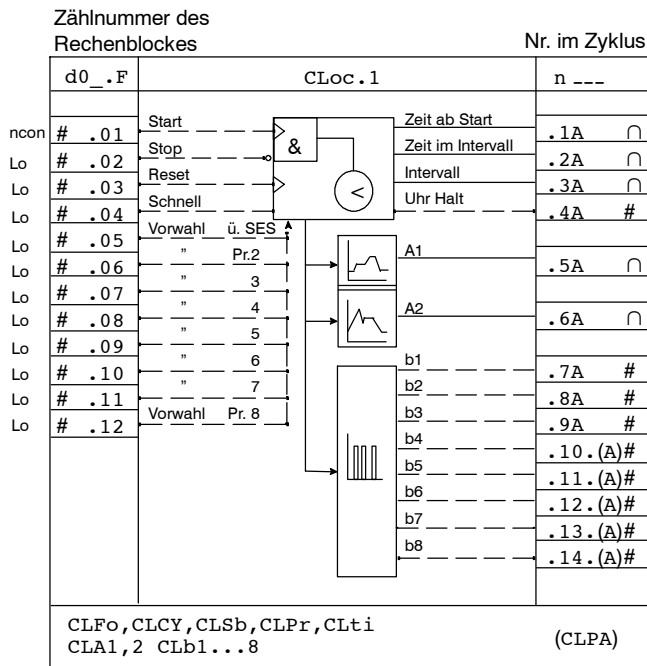 Zählnummer des
Rechenblockes
Nr. im Zyklus
d0_.F
CLoc.1
n ___
ncon # .01 Start
Zeit ab Start .1A ∩
Lo # .02 Stop
Zeit im Intervall .2A ∩
Lo # .03 Reset
Intervall .3A ∩
Lo # .04 Schnell
Uhr Halt .4A #
&
<
Lo # .05 Vorwahl ü. SES
Lo # .06 " Pr.2
A1 .5A ∩
Lo # .07 " 3
Lo # .08 " 4
A2 .6A ∩
Lo # .09 " 5
Lo # .10 " 6
Lo # .11 " 7
Lo # .12 Vorwahl Pr. 8
b1 .7A #
b2 .8A #
b3 .9A #
b4 .10.(A)#
b5 .11.(A)#
b6 .12.(A)#
b7 .13.(A)#
b8 .14.(A)#
CLFo,CLCY,CLSb,CLPr,CLti
CLA1,2 CLb1...8
(CLPA)